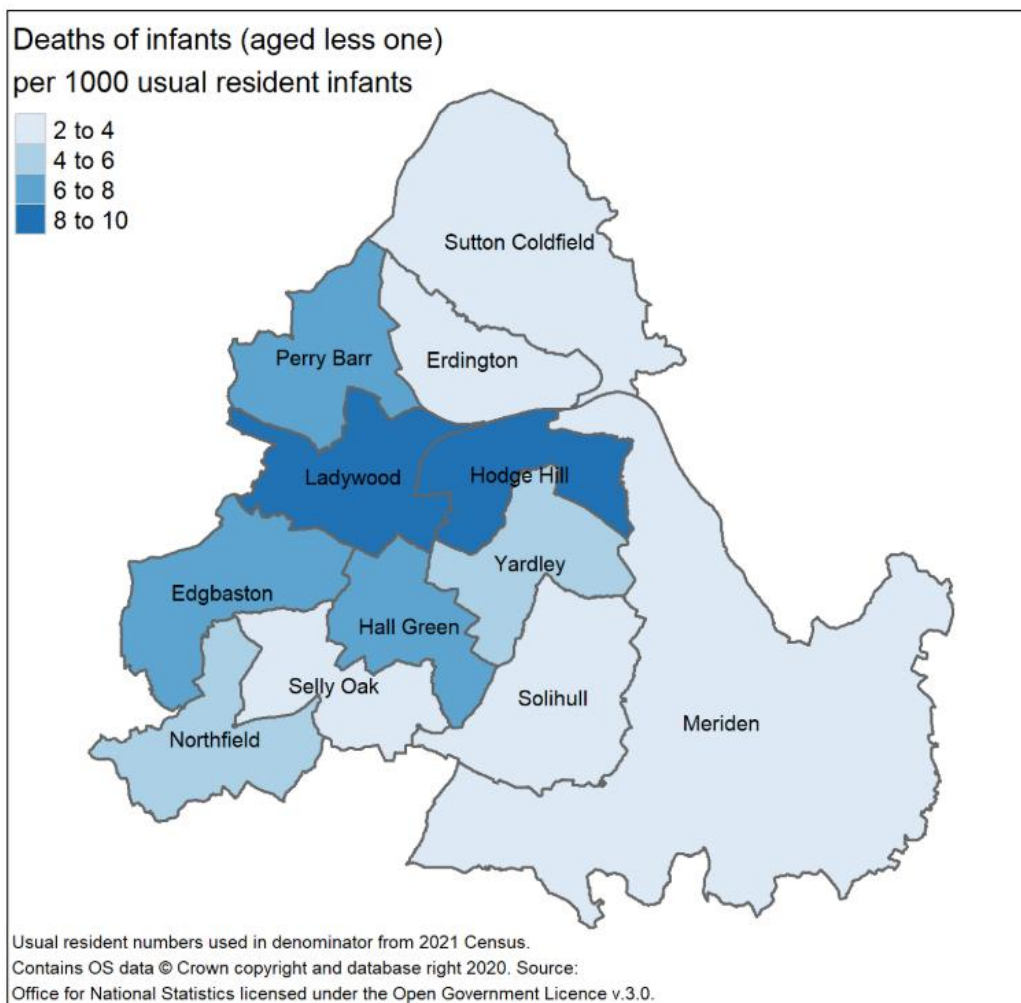 Deaths of infants (aged less one)
per 1000 usual resident infants
2 to 4
4 to 6
6 to 8
8 to 10
Sutton Coldfield
Perry Barr
Erdington
Ladywood
Hodge Hill
Yardley
Edgbaston
Hall Green
Selly Oak
Solihull
Meriden
Northfield
Usual resident numbers used in denominator from 2021 Census.
Contains OS data © Crown copyright and database right 2020. Source:
Office for National Statistics licensed under the Open Government Licence v.3.0.